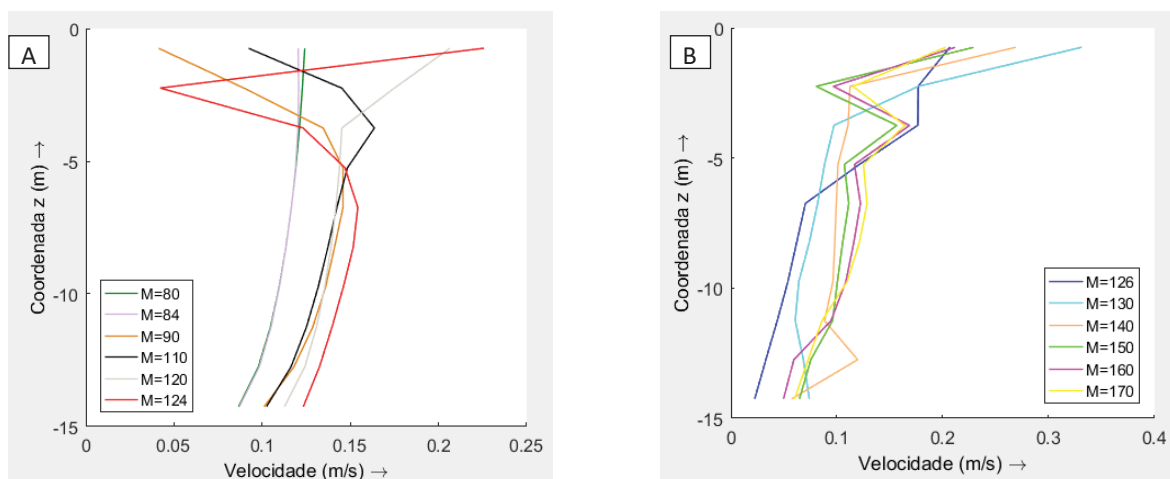 A
0
-5
-10
-15
Coordenada z (m) →
M=80
M=84
M=90
M=110
M=120
M=124
0
0.05
0.1
0.15
0.2
0.25
Velocidade (m/s) →
B
0
-5
-10
-15
Coordenada z (m) →
M=126
M=130
M=140
M=150
M=160
M=170
0
0.1
0.2
0.3
0.4
Velocidade (m/s) →